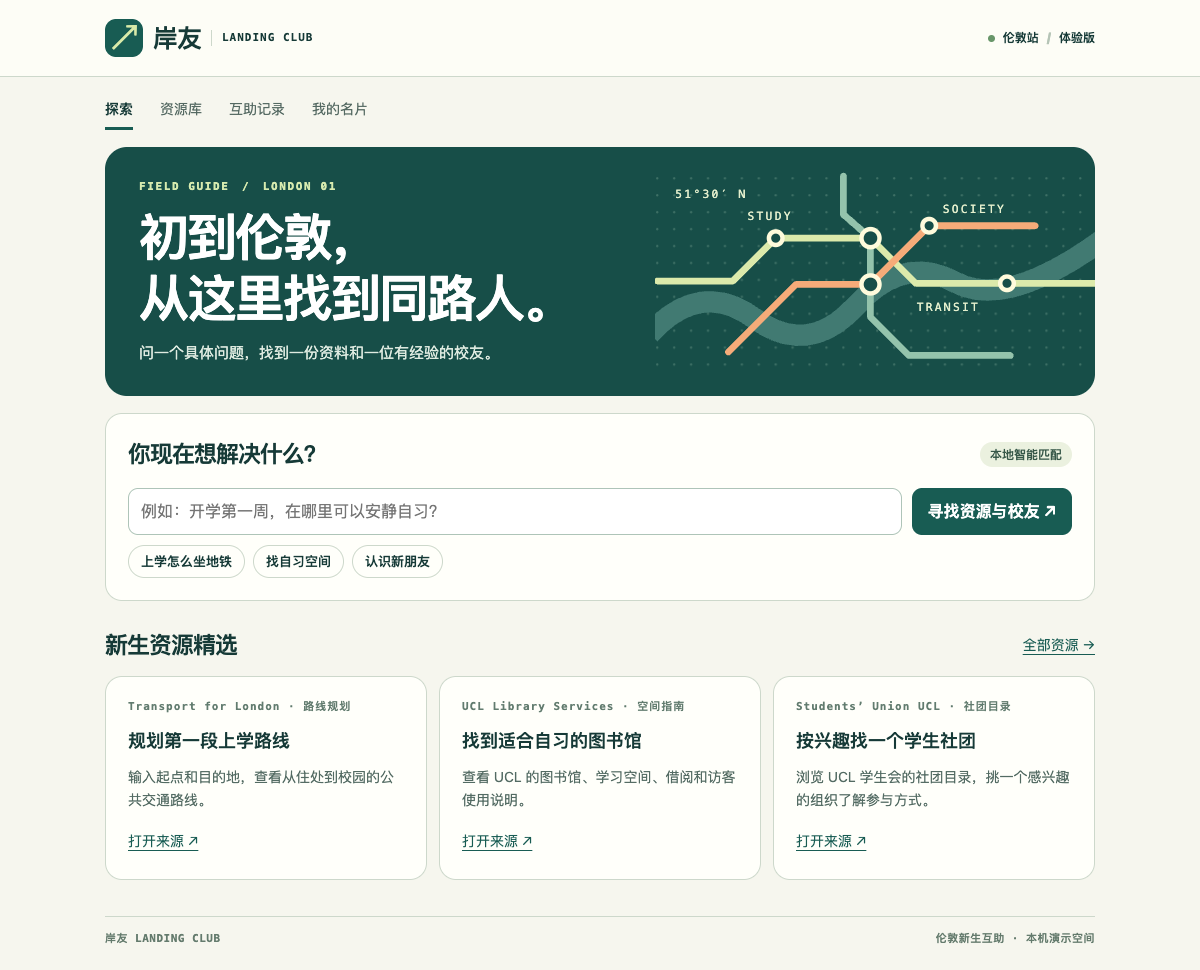 岸友 LANDING CLUB
伦敦站 / 体验版
探索 资源库 互助记录 我的名片
FIELD GUIDE / LONDON 01
初到伦敦，
从这里找到同路人。
问一个具体问题，找到一份资料和一位有经验的校友。
51°30′ N
STUDY
SOCIETY
TRANSIT
你现在想解决什么？
本地智能匹配
例如：开学第一周，在哪里可以安静自习？
寻找资源与校友 ↗
上学怎么坐地铁 找自习空间 认识新朋友
新生资源精选
全部资源 →
Transport for London · 路线规划
规划第一段上学路线
输入起点和目的地，查看从住处到校园的公
共交通路线。
打开来源 ↗
UCL Library Services · 空间指南
找到适合自习的图书馆
查看 UCL 的图书馆、学习空间、借阅和访客
使用说明。
打开来源 ↗
Students’ Union UCL · 社团目录
按兴趣找一个学生社团
浏览 UCL 学生会的社团目录，挑一个感兴趣
的组织了解参与方式。
打开来源 ↗
岸友 LANDING CLUB
伦敦新生互助 · 本机演示空间